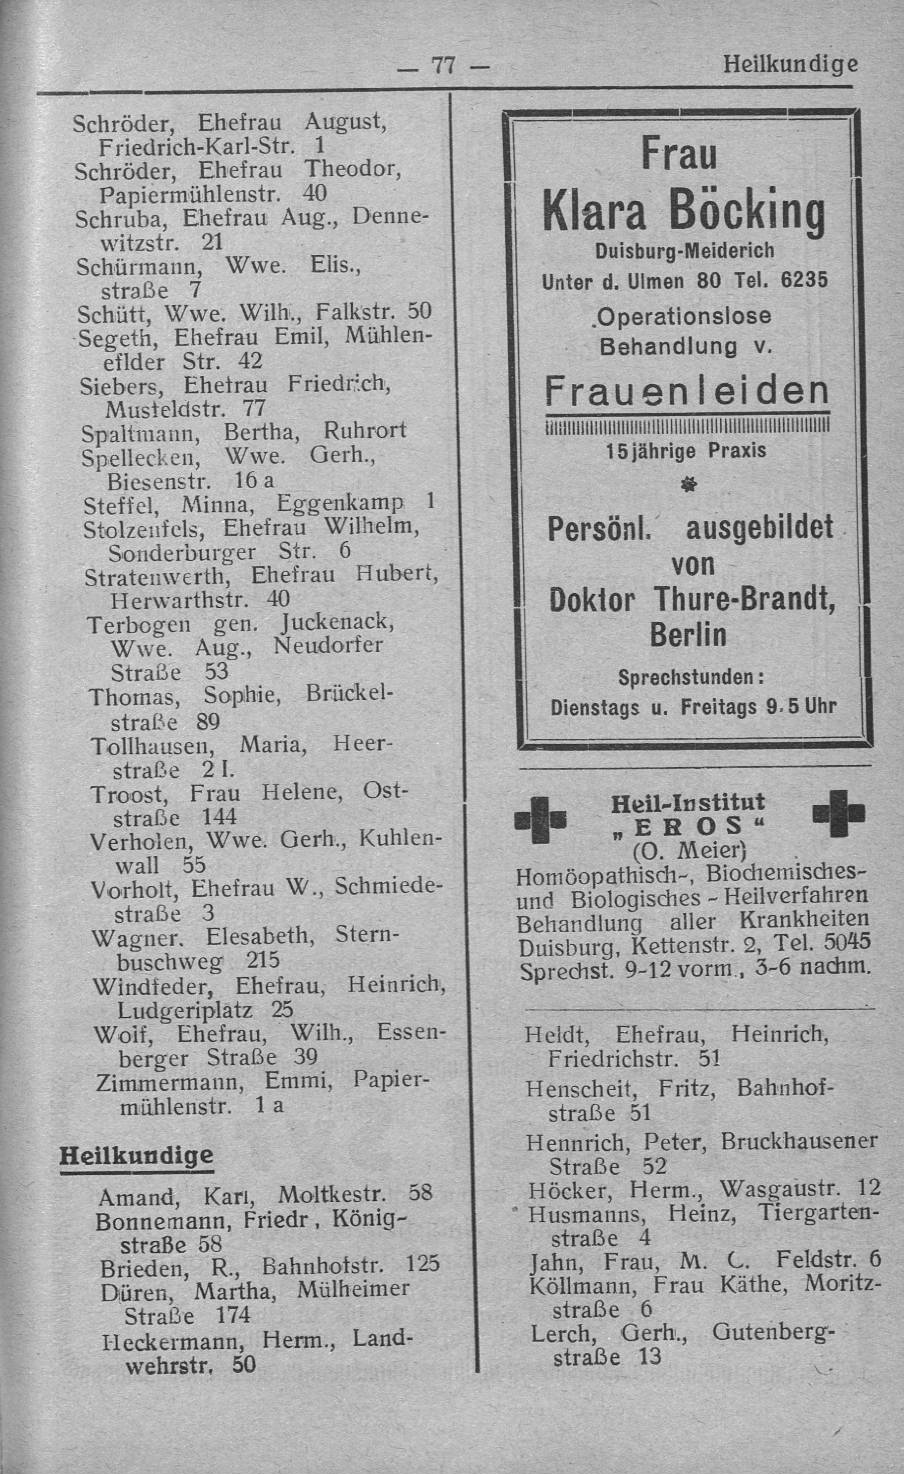 — 77 —
Heilkundige
Schröder, Ehefrau August,
Friedrich-Karl-Str. 1
Schröder, Ehefrau Theodor,
Papiermühlenstr. 40
Schruba, Ehefrau Aug., Denne-
witzstr. 21
Schürmann, Wwe. Elis.,
straße 7
Schütt, Wwe. Wilh., Falkstr. 50
Segeth, Ehefrau Emil, Mühlen-
eflder Str. 42
Siebers, Ehetrau Friedrich,
Musfeldstr. 77
Spaltmann, Bertha, Ruhrort
Spellecken, Wwe. Gerh.,
Biesenstr. 16 a
Steffel, Minna, Eggenkamp 1
Stolzenfels, Ehefrau Wilhelm,
Sonderburger Str. 6
Stratenwerth, Ehefrau Hubert,
Herwarthstr. 40
Terbogen gen. Juckenack,
Wwe. Aug., Neudorfer
Straße 53
Thomas, Sophie, Brückel-
straße 89
Tollhausen, Maria, Heer-
straße 2 I.
Troost, Frau Helene, Ost-
straße 144
Verholen, Wwe. Gerh., Kuhlen-
wall 55
Vorholt, Ehefrau W., Schmiede-
straße 3
Wagner. Elesabeth, Stern-
buschweg 215
Windfeder, Ehefrau, Heinrich,
Ludgeriplatz 25
Wolf, Ehefrau, Wilh., Essen-
berger Straße 39
Zimmermann, Emmi, Papier-
mühlenstr. 1 a
Heilkundige
Amand, Karl, Moltkestr. 58
Bonnemann, Friedr, König-
straße 58
Brieden, R., Bahnhofstr. 125
Düren, Martha, Mülheimer
Straße 174
Heckermann, Herm., Land-
wehrstr. 50
Frau
Klara Böcking
Duisburg-Meiderich
Unter d. Ulmen 80 Tel. 6235
Operationslose
Behandlung v.
Frauenleiden
15jährige Praxis
*
Persönl. ausgebildet
von
Doktor Thure-Brandt,
Berlin
Sprechstunden:
Dienstags u. Freitags 9-5 Uhr
Heil-Institut
„EROS“
(O. Meier)
Homöopathisch-, Biochemisches-
und Biologisches - Heilverfahren
Behandlung aller Krankheiten
Duisburg, Kettenstr. 2, Tel. 5045
Sprechst. 9-12 vorm., 3-6 nachm.
Heldt, Ehefrau, Heinrich,
Friedrichstr. 51
Henscheit, Fritz, Bahnhof-
straße 51
Hennrich, Peter, Bruckhausener
Straße 52
Höcker, Herm., Wasgaustr. 12
Husmanns, Heinz, Tiergarten-
straße 4
Jahn, Frau, M. C. Feldstr. 6
Köllmann, Frau Käthe, Moritz-
straße 6
Lerch, Gerh., Gutenberg-
straße 13